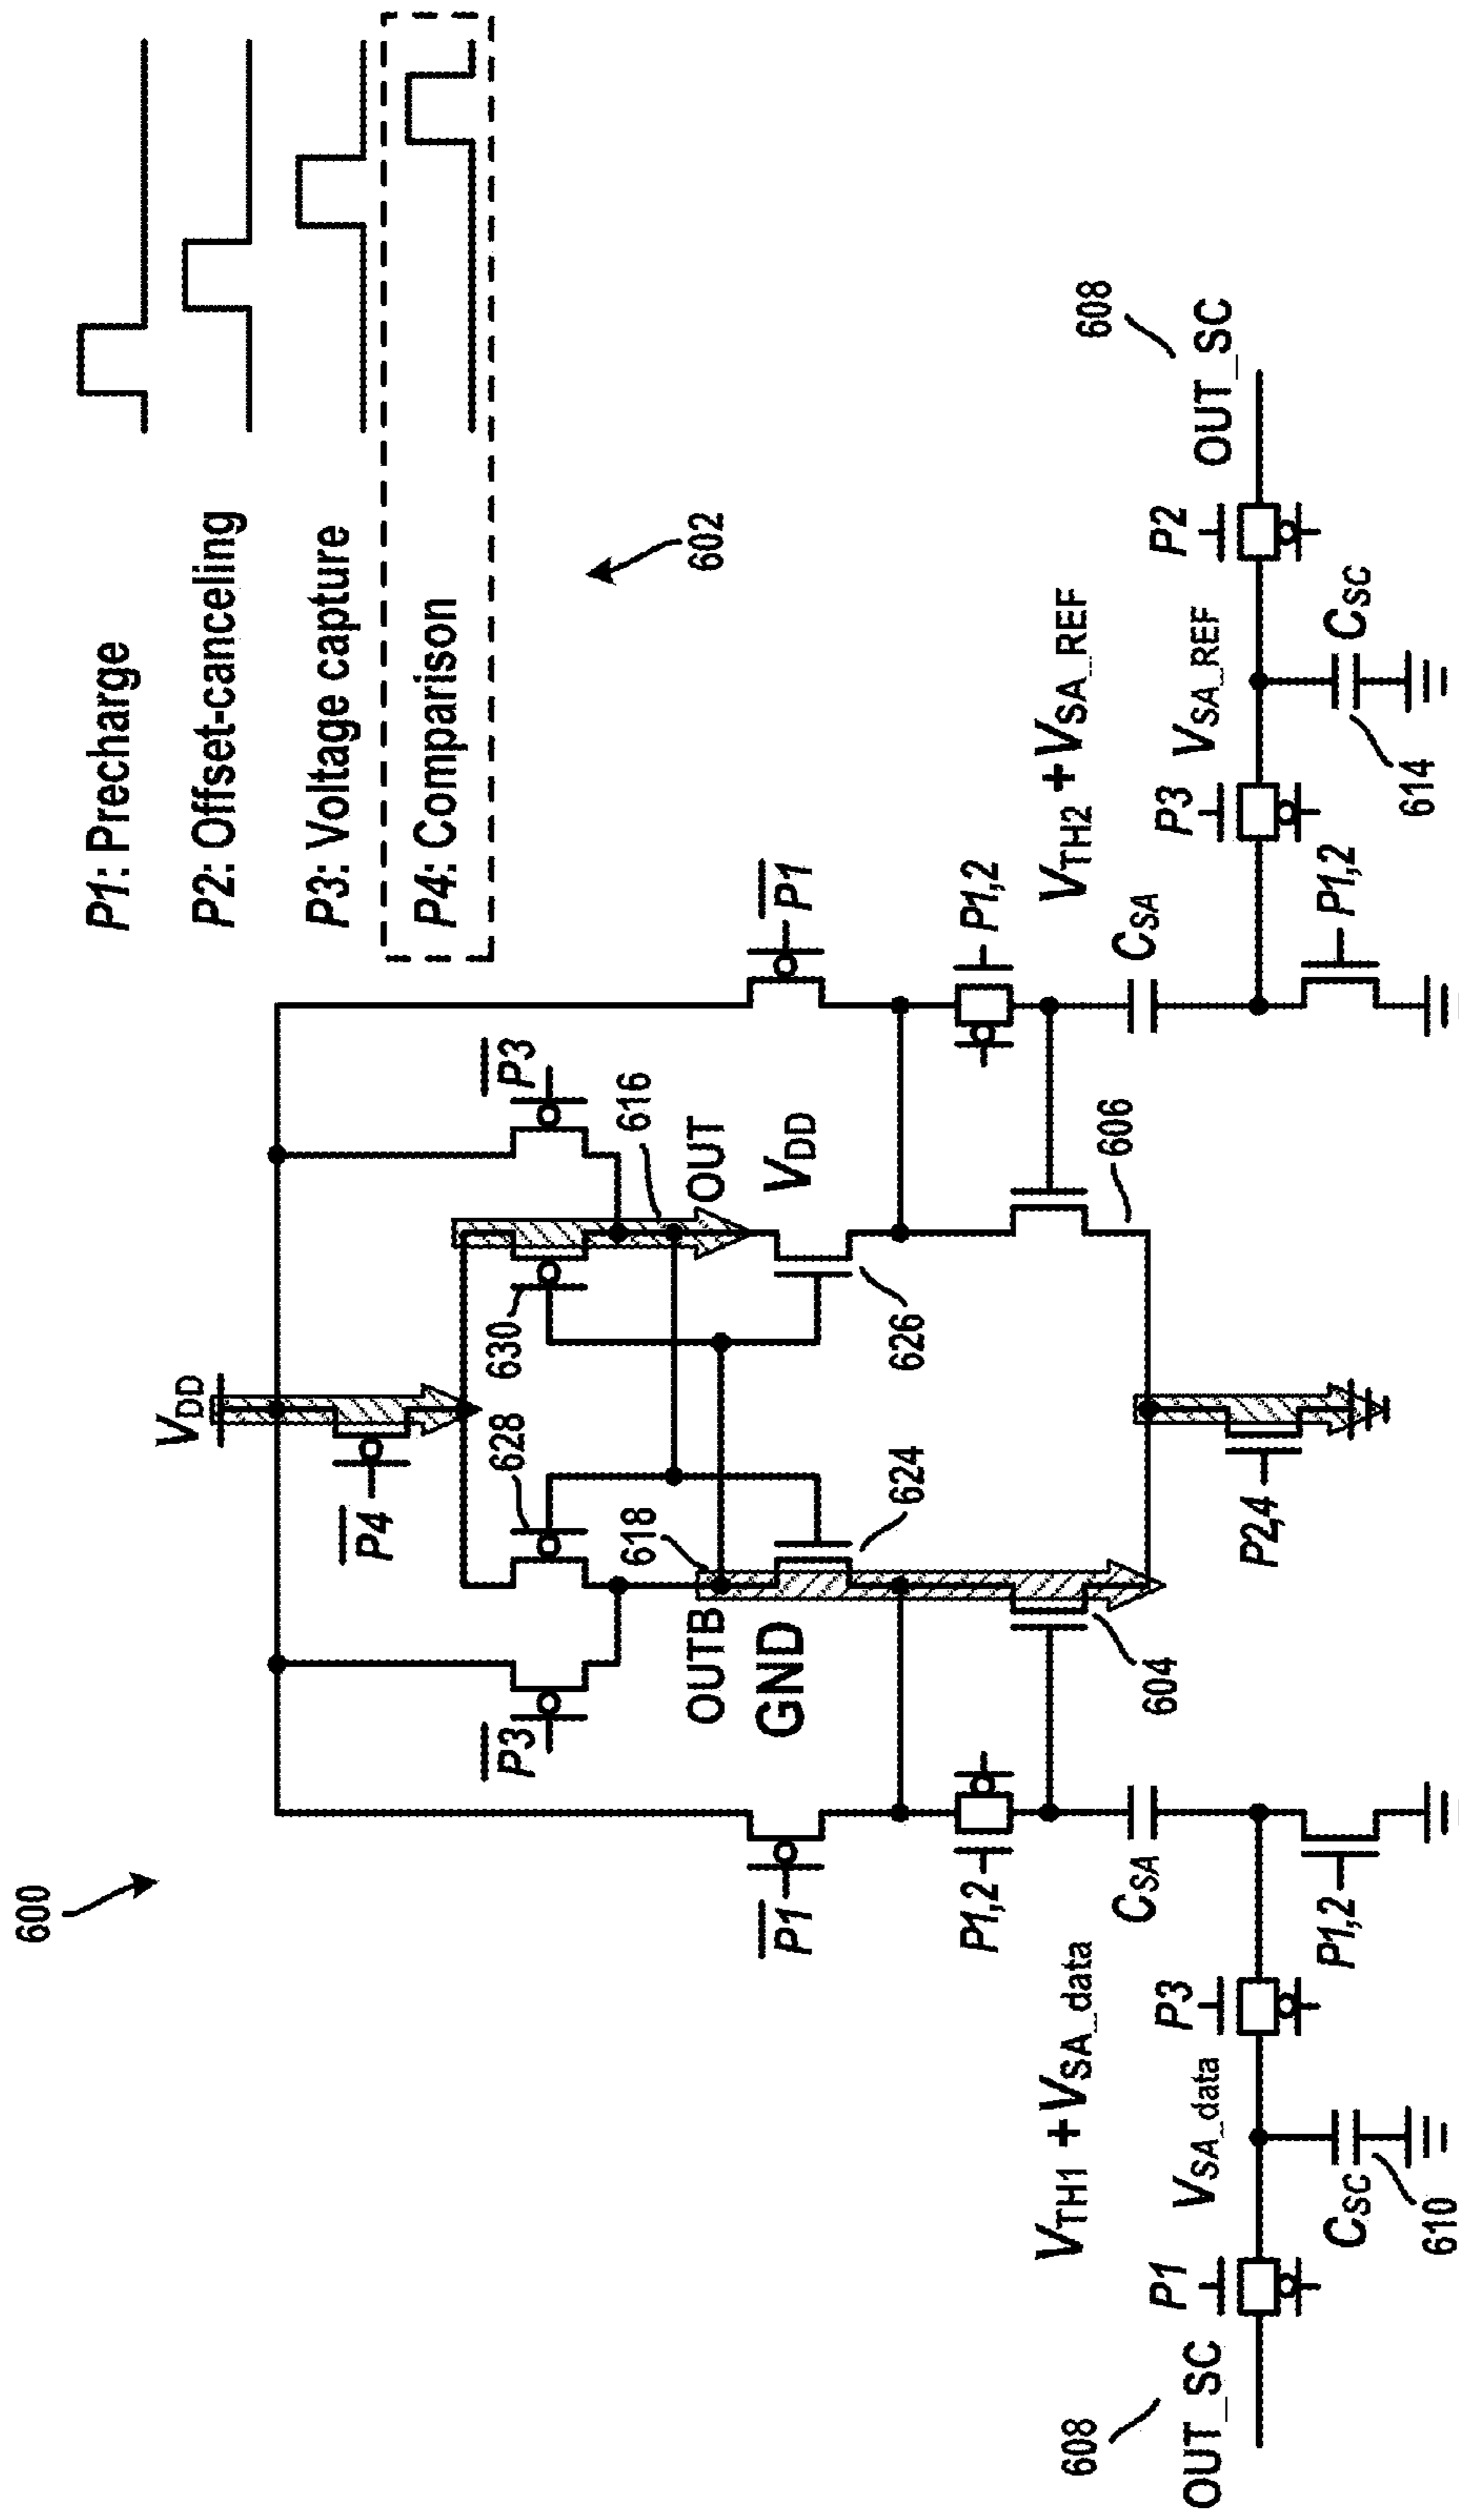 600
P1: Precharge
P2: Offset-canceling
P3: Voltage capture
P4: Comparison
602
VDD
P4
P3
P3
628
630
616
618
OUTB
OUT
GND
VDD
P1
P1
624
626
P1,2
P1,2
VTH1 +VSA_data
VTH2 +VSA_REF
604
606
CSA
CSA
608
608
OUT_SC
OUT_SC
P1
VSA_data
P3
P3
VSA_REF
P2
P2,4
CSC
610
P1,2
P1,2
614
CSC